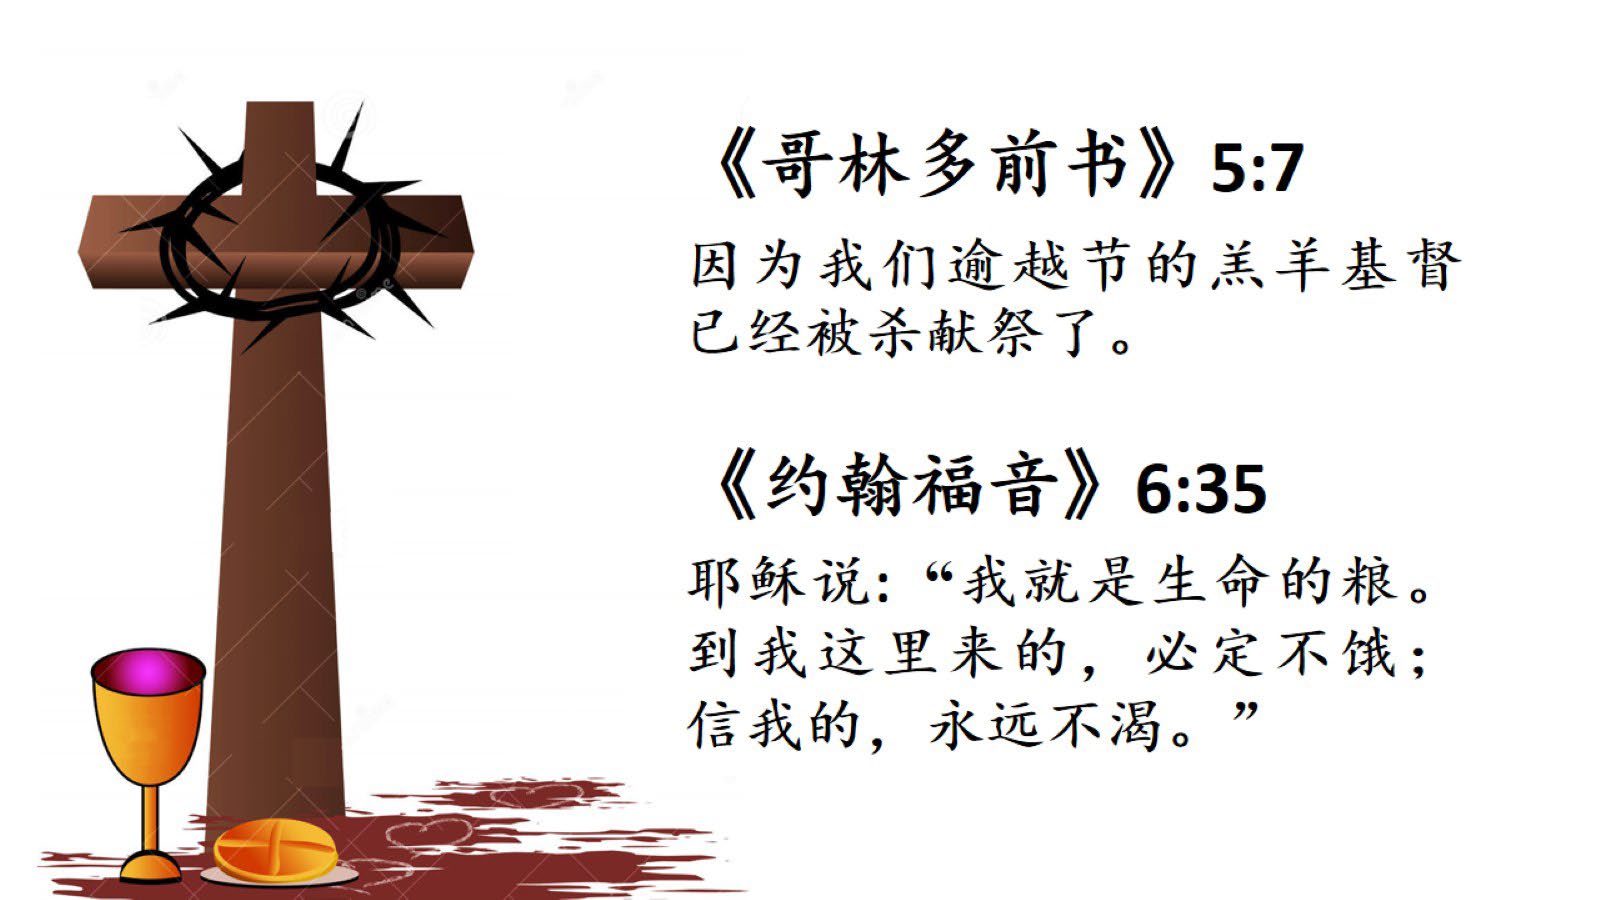 《哥林多前书》5:7
因为我们逾越节的羔羊基督
已经被杀献祭了。
《约翰福音》6:35
耶稣说:“我就是生命的粮。
到我这里来的，必定不饿；
信我的，永远不渴。”